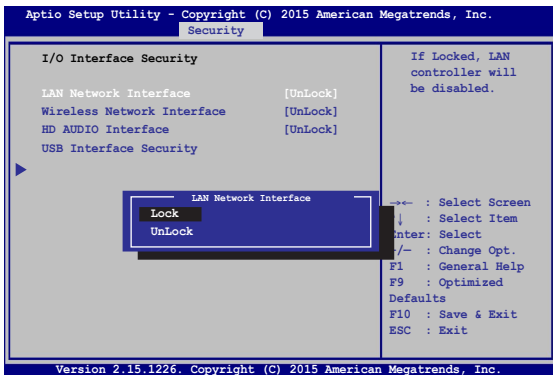 Aptio Setup Utility - Copyright (C) 2015 American Megatrends, Inc.
Security
I/O Interface Security
LAN Network Interface [UnLock]
Wireless Network Interface [UnLock]
HD AUDIO Interface [UnLock]
USB Interface Security
LAN Network Interface
Lock
UnLock
If Locked, LAN
controller will
be disabled.
→← : Select Screen
↓ : Select Item
Enter: Select
/— : Change Opt.
F1 : General Help
F9 : Optimized
Defaults
F10 : Save & Exit
ESC : Exit
Version 2.15.1226. Copyright (C) 2015 American Megatrends, Inc.